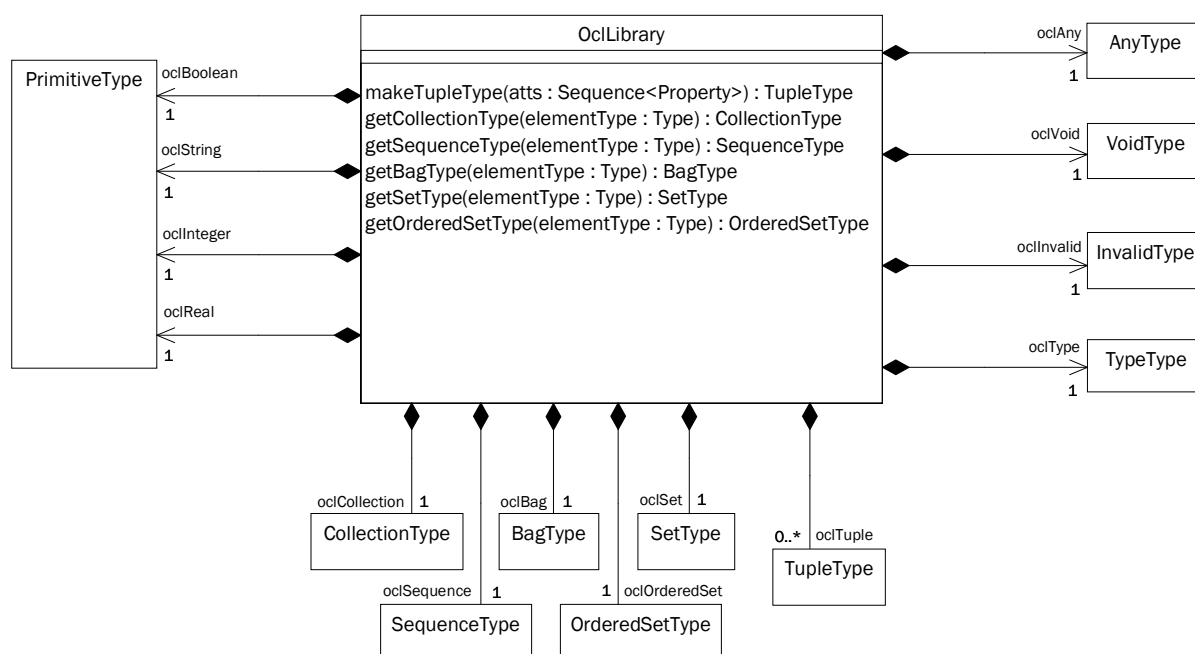 OclLibrary
makeTupleType(atts : Sequence<Property>) : TupleType
getCollectionType(elementType : Type) : CollectionType
getSequenceType(elementType : Type) : SequenceType
getBagType(elementType : Type) : BagType
getSetType(elementType : Type) : SetType
getOrderedSetType(elementType : Type) : OrderedSetType
PrimitiveType
oclBoolean
1
oclString
1
oclInteger
1
oclReal
1
oclAny
1
AnyType
oclVoid
1
VoidType
oclInvalid
1
InvalidType
oclType
1
TypeType
oclCollection 1
CollectionType
oclBag 1
BagType
oclSet 1
SetType
0..* oclTuple
TupleType
oclSequence 1
SequenceType
1 oclOrderedSet
OrderedSetType